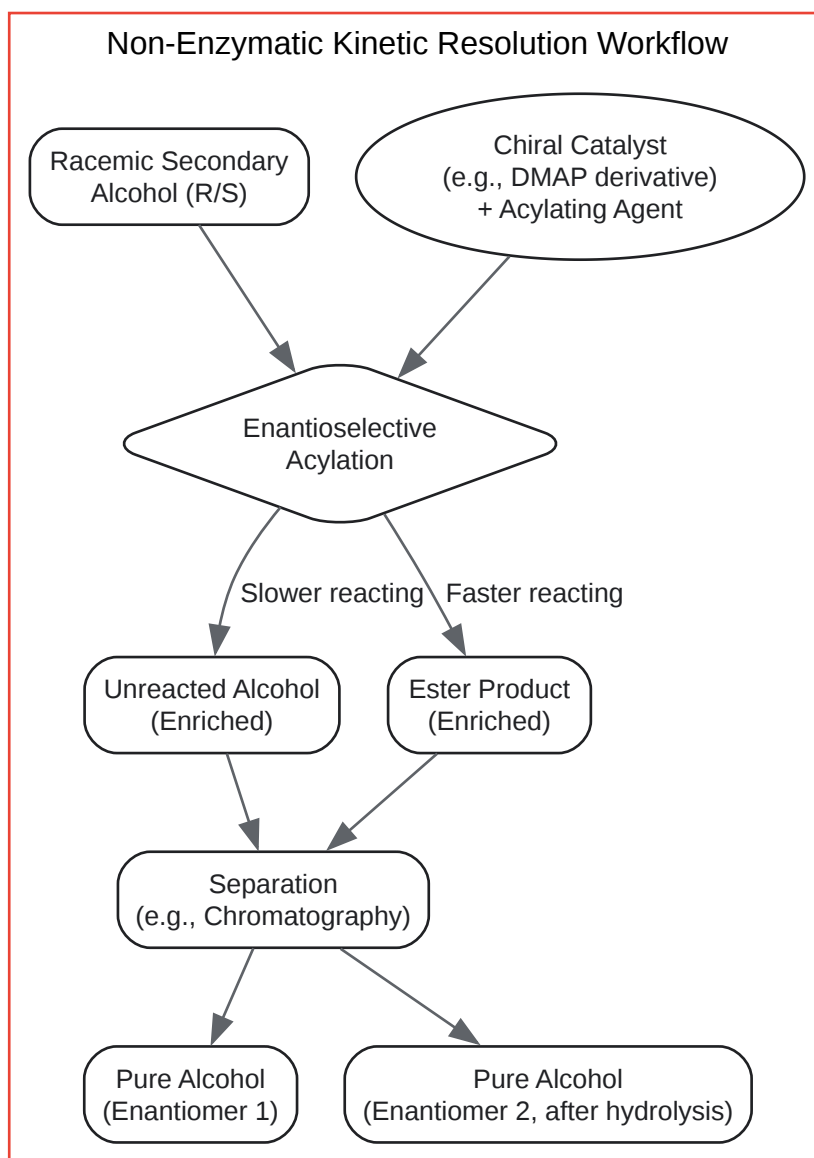 Non-Enzymatic Kinetic Resolution Workflow
Racemic Secondary
Alcohol (R/S)
Chiral Catalyst
(e.g., DMAP derivative)
+ Acylating Agent
Enantioselective
Acylation
Slower reacting
Faster reacting
Unreacted Alcohol
(Enriched)
Ester Product
(Enriched)
Separation
(e.g., Chromatography)
Pure Alcohol
(Enantiomer 1)
Pure Alcohol
(Enantiomer 2, after hydrolysis)